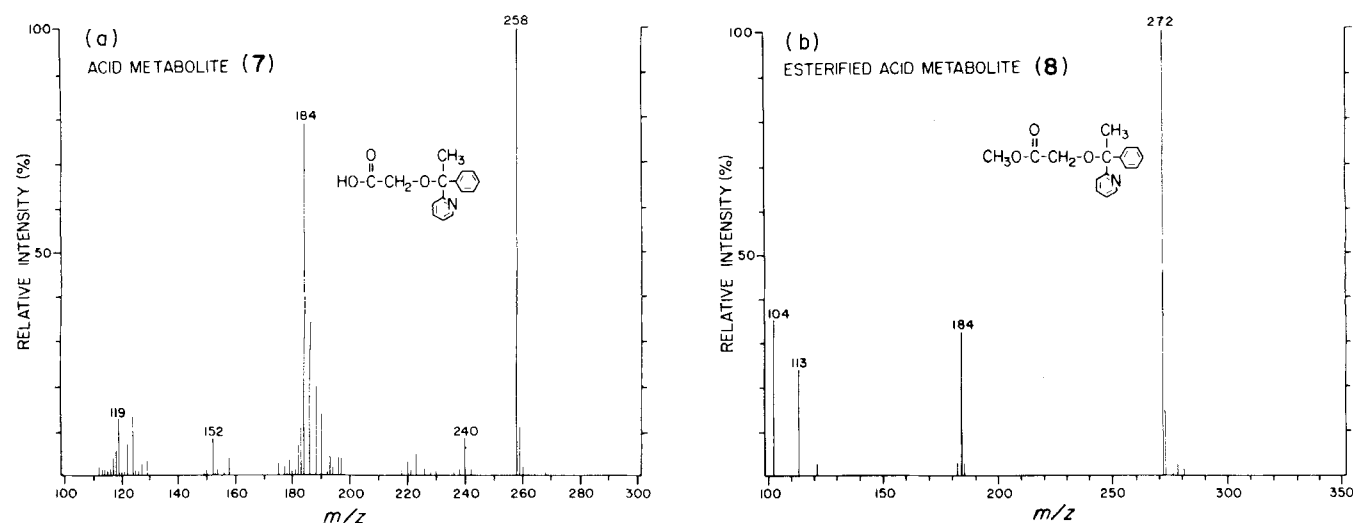 (a)
ACID METABOLITE (7)
RELATIVE INTENSITY (%)
100
50
258
184
119
152
240
O
HO-C-CH2-O-C
CH3
N
100 120 140 160 180 200 220 240 260 280 300
m/z
(b)
ESTERIFIED ACID METABOLITE (8)
RELATIVE INTENSITY (%)
100
50
272
104
113
184
O
CH3O-C-CH2-O-C
CH3
N
100 150 200 250 300 350
m/z